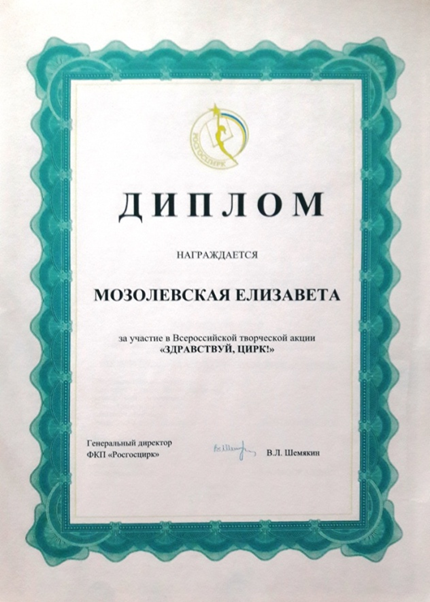 РОСГОСЦИРК
ДИПЛОМ
НАГРАЖДАЕТСЯ
МОЗОЛЕВСКАЯ ЕЛИЗАВЕТА
за участие в Всероссийской творческой акции
«ЗДРАВСТВУЙ, ЦИРК!»
Генеральный директор
ФКП «Росгосцирк» В.Л. Шемякин